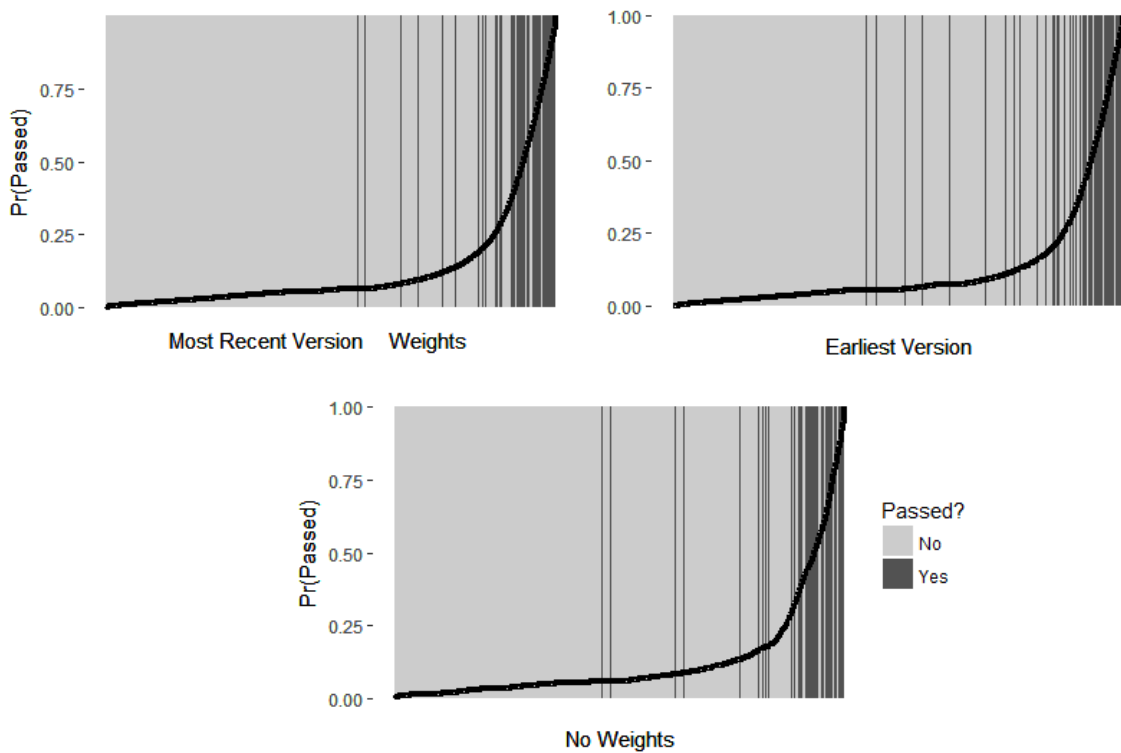 1.00
Pr(Passed)
0.75
0.75
0.50
0.50
0.25
0.25
0.00
0.00
Most Recent Version Weights
Earliest Version
1.00
Pr(Passed)
0.75
0.50
0.25
0.00
Passed?
No
Yes
No Weights